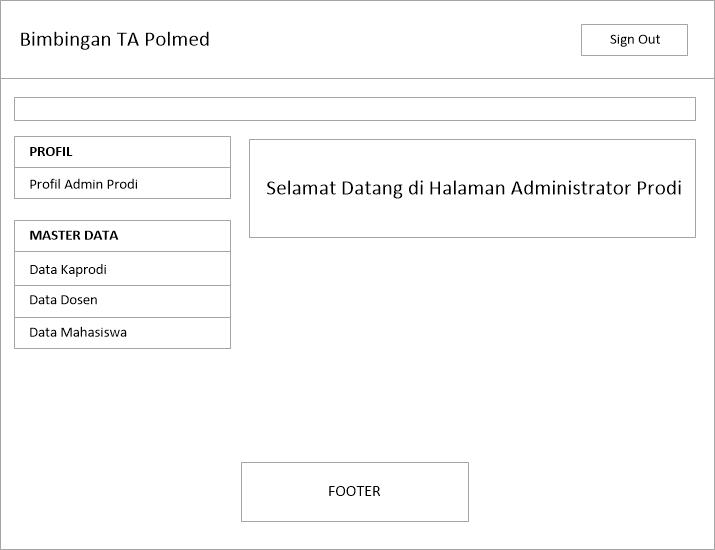 Bimbingan TA Polmed
Sign Out
PROFIL
Profil Admin Prodi
Selamat Datang di Halaman Administrator Prodi
MASTER DATA
Data Kaprodi
Data Dosen
Data Mahasiswa
FOOTER